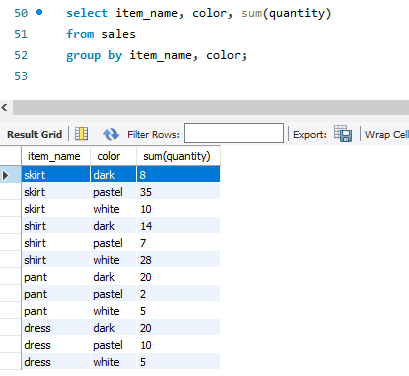 50 select item_name, color, sum(quantity)
51 from sales
52 group by item_name, color;
53
Result Grid Filter Rows: Export: Wrap Cell
item_name color sum(quantity)
skirt dark 8
skirt pastel 35
skirt white 10
shirt dark 14
shirt pastel 7
shirt white 28
pant dark 20
pant pastel 2
pant white 5
dress dark 20
dress pastel 10
dress white 5